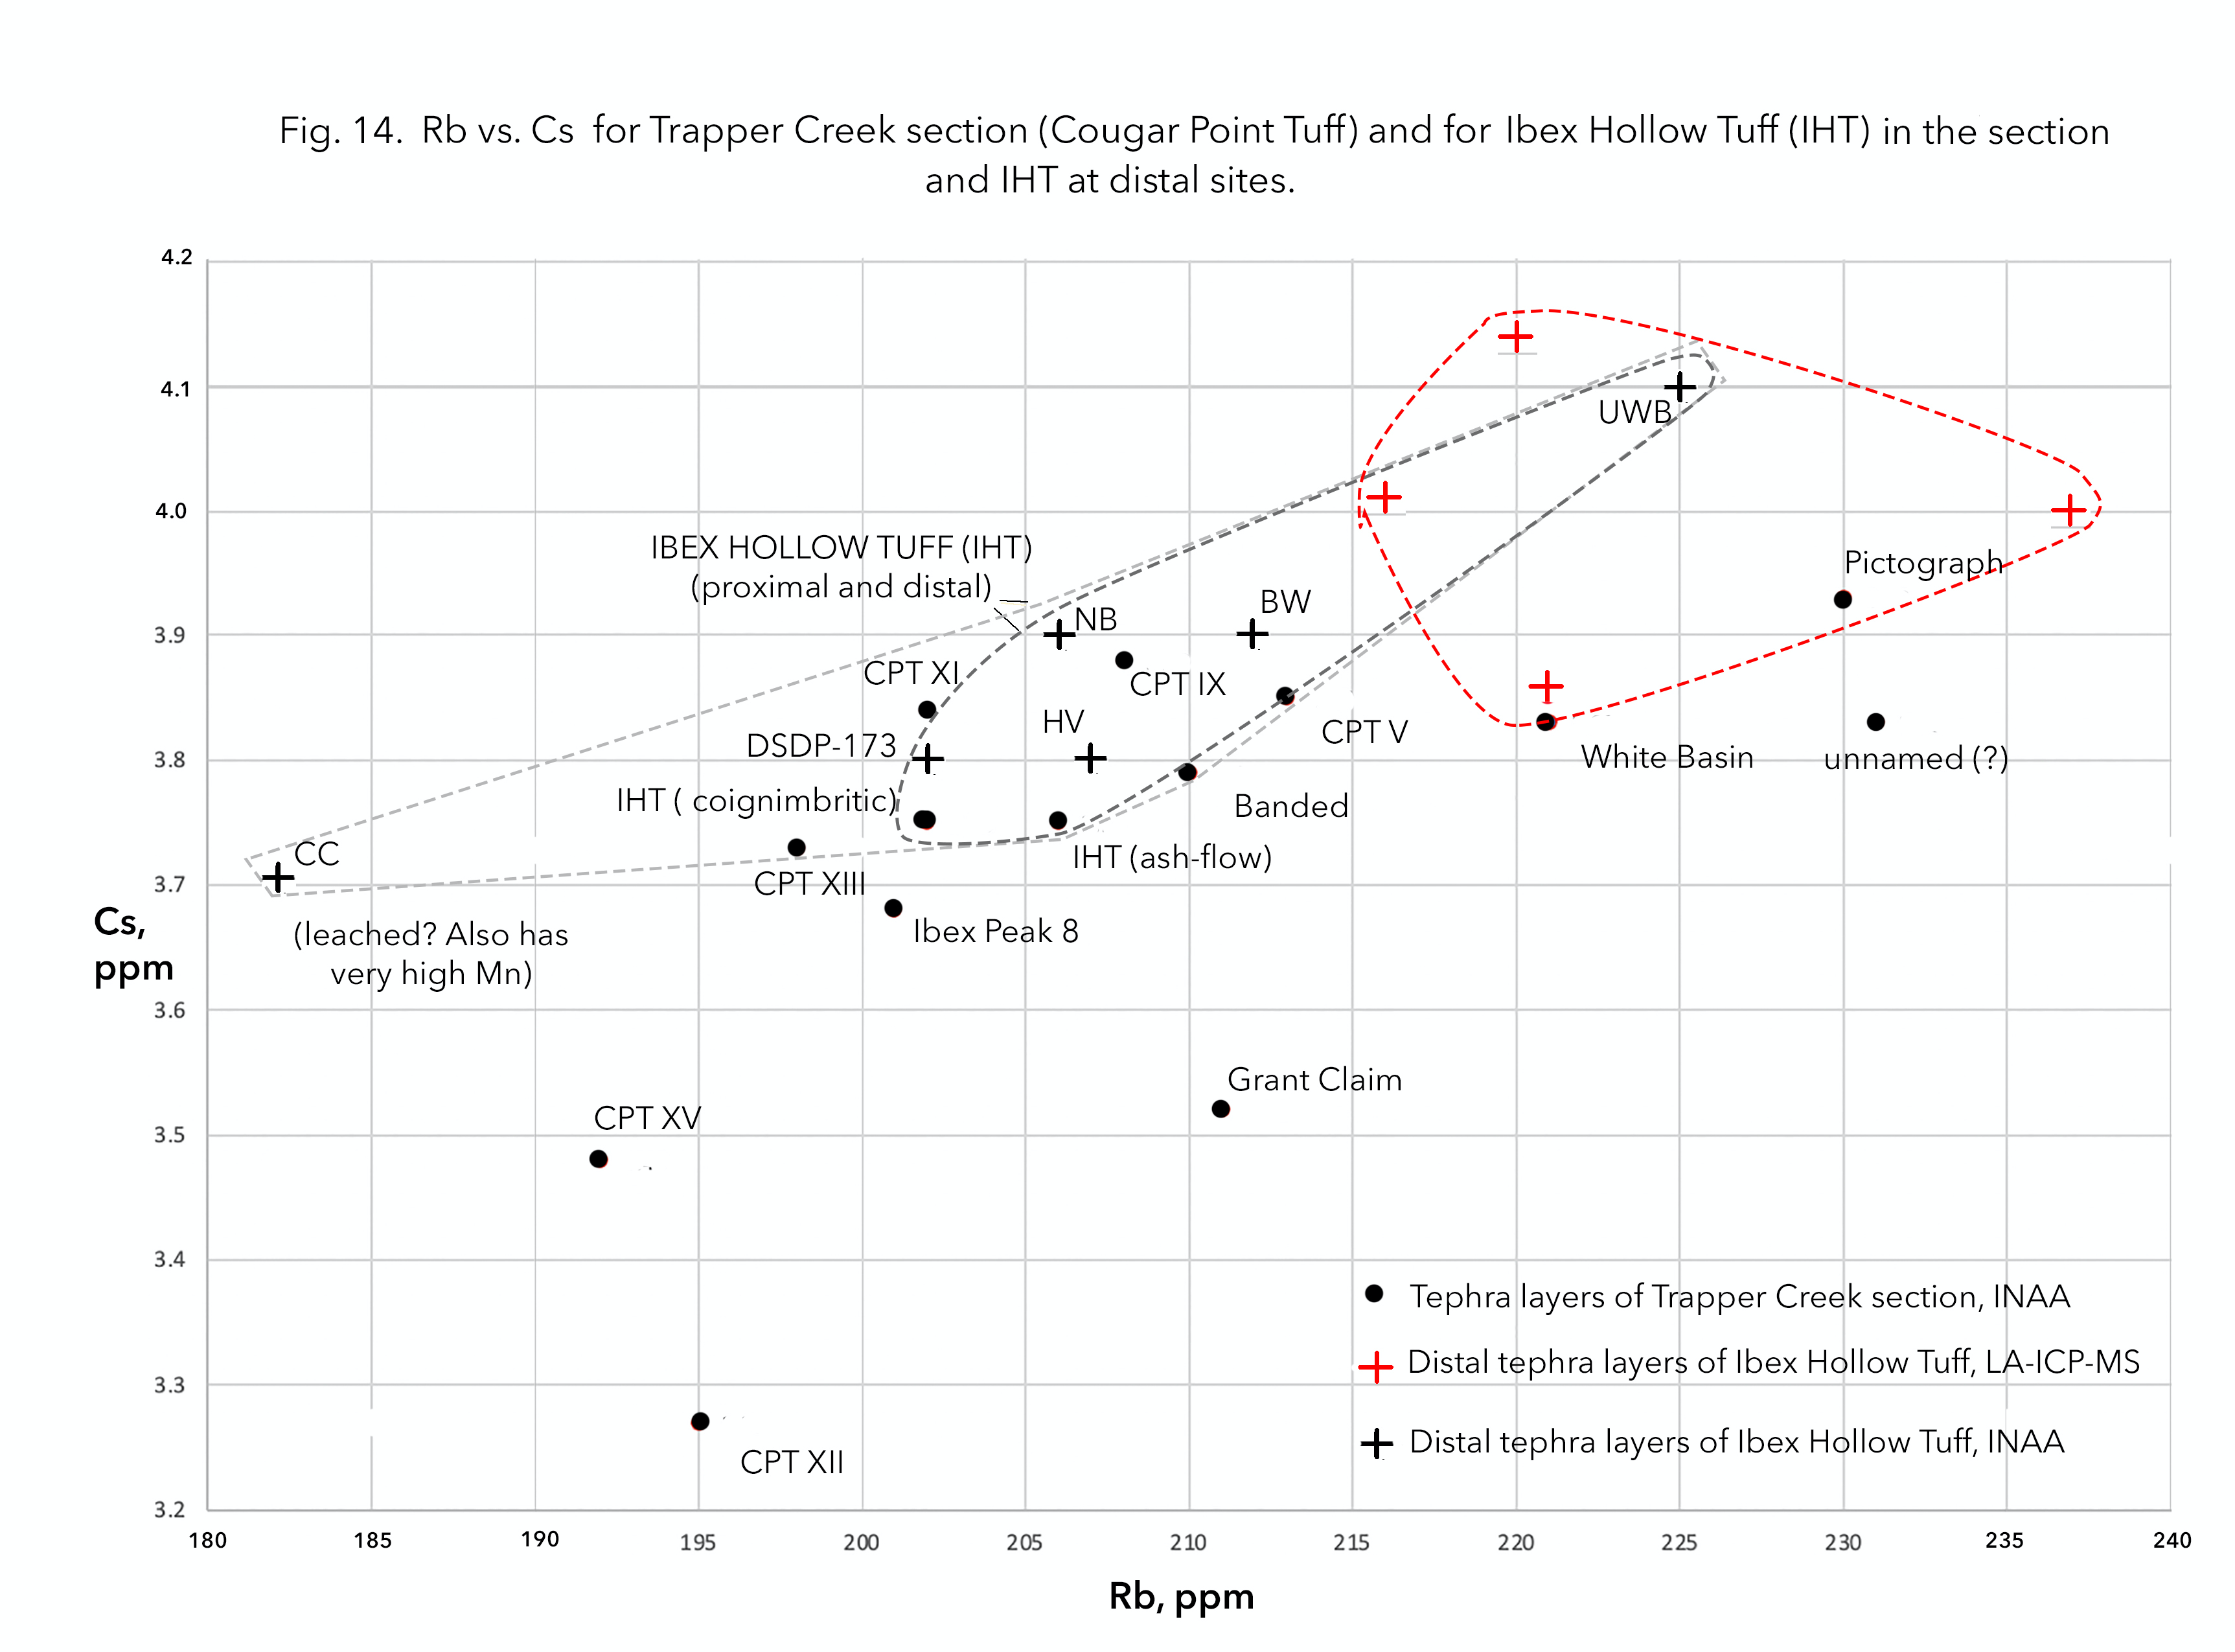 Fig. 14. Rb vs. Cs for Trapper Creek section (Cougar Point Tuff) and for Ibex Hollow Tuff (IHT) in the section
and IHT at distal sites.
4.2
4.1
4.0
3.9
3.8
3.7
3.6
3.5
3.4
3.3
3.2
Cs,
ppm
UWB
IBEX HOLLOW TUFF (IHT)
(proximal and distal)
Pictograph
NB
BW
CPT XI
CPT IX
HV
CPT V
DSDP-173
White Basin
unnamed (?)
IHT ( coignimbritic)
Banded
CC
IHT (ash-flow)
CPT XIII
(leached? Also has
very high Mn)
Ibex Peak 8
Grant Claim
CPT XV
CPT XII
Tephra layers of Trapper Creek section, INAA
Distal tephra layers of Ibex Hollow Tuff, LA-ICP-MS
Distal tephra layers of Ibex Hollow Tuff, INAA
180 185 190 195 200 205 210 215 220 225 230 235 240
Rb, ppm